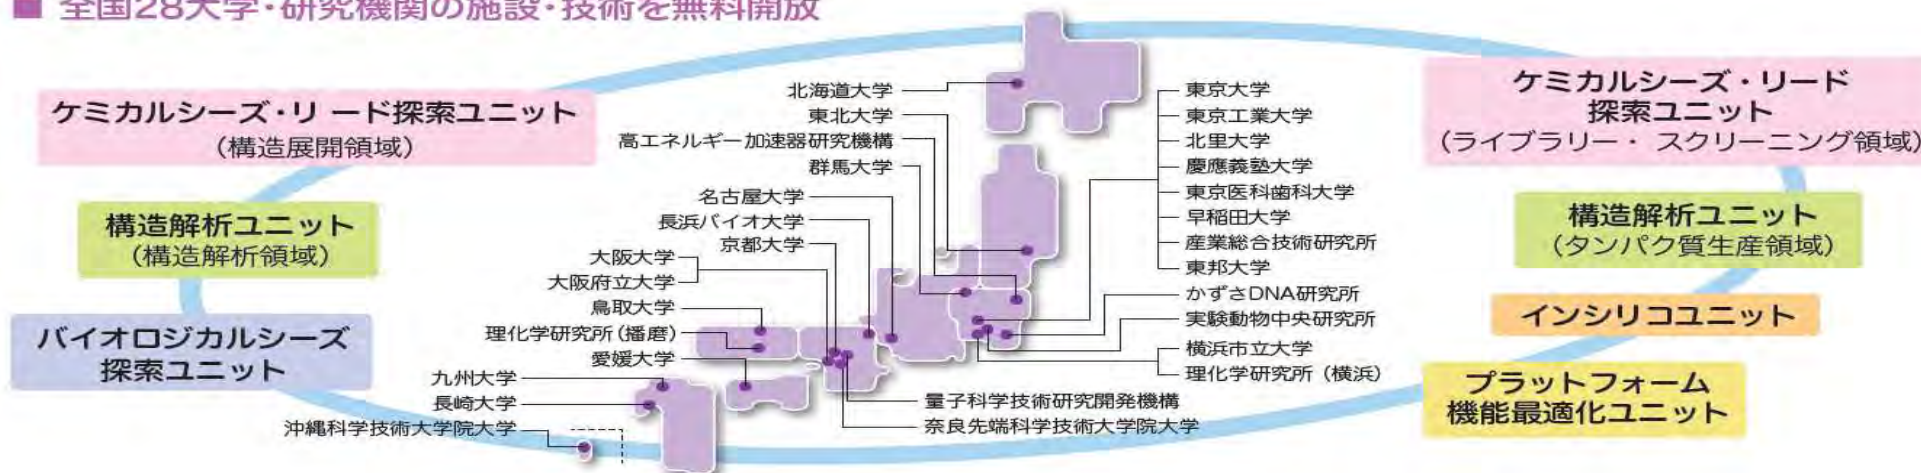 ■ 全国28大学・研究機関の施設・技術を無料開放
ケミカルシーズ・リード探索ユニット
(構造展開領域)
構造解析ユニット
(構造解析領域)
バイオロジカルシーズ
探索ユニット
北海道大学
東北大学
高エネルギー加速器研究機構
群馬大学
名古屋大学
長浜バイオ大学
京都大学
大阪大学
大阪府立大学
鳥取大学
理化学研究所(播磨)
愛媛大学
九州大学
長崎大学
沖縄科学技術大学院大学
東京大学
東京工業大学
北里大学
慶應義塾大学
東京医科歯科大学
早稲田大学
産業総合技術研究所
東邦大学
かずさDNA研究所
実験動物中央研究所
横浜市立大学
理化学研究所(横浜)
量子科学技術研究開発機構
奈良先端科学技術大学院大学
ケミカルシーズ・リード
探索ユニット
(ライブラリー・スクリーニング領域)
構造解析ユニット
(タンパク質生産領域)
インシリコユニット
プラットフォーム
機能最適化ユニット